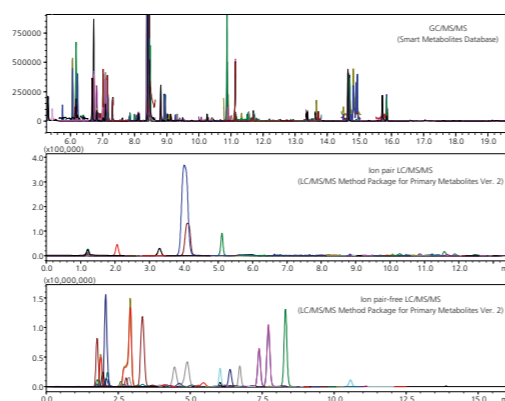 GC/MS/MS
(Smart Metabolites Database)
750000
500000
250000
0
6.0 7.0 8.0 9.0 10.0 11.0 12.0 13.0 14.0 15.0 16.0 17.0 18.0 19.0
(x100,000)
Ion pair LC/MS/MS
(LC/MS/MS Method Package for Primary Metabolites Ver. 2)
4.0
3.0
2.0
1.0
0.0
0.0 1.0 2.0 3.0 4.0 5.0 6.0 7.0 8.0 9.0 10.0 11.0 12.0
(x10,000,000)
Ion pair-free LC/MS/MS
(LC/MS/MS Method Package for Primary Metabolites Ver. 2)
1.5
1.0
0.5
0.0
0.0 2.5 5.0 7.5 10.0 12.5 15.0